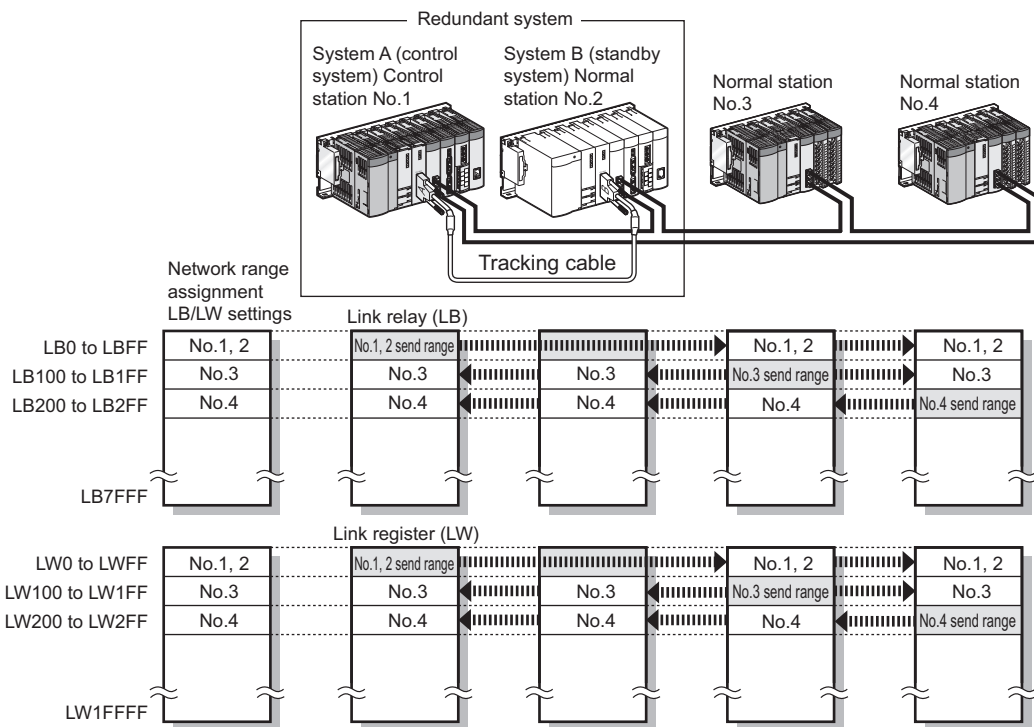 Redundant system
System A (control
system) Control
station No.1
System B (standby
system) Normal
station No.2
Normal station
No.3
Normal station
No.4
Tracking cable
Network range
assignment
LB/LW settings
Link relay (LB)
LB0 to LBFF
No.1, 2
No.1, 2 send range
No.1, 2
No.1, 2
LB100 to LB1FF
No.3
No.3
No.3
No.3 send range
No.3
LB200 to LB2FF
No.4
No.4
No.4
No.4
No.4 send range
LB7FFF
Link register (LW)
LW0 to LWFF
No.1, 2
No.1, 2 send range
No.1, 2
No.1, 2
LW100 to LW1FF
No.3
No.3
No.3
No.3 send range
No.3
LW200 to LW2FF
No.4
No.4
No.4
No.4
No.4 send range
LW1FFFF